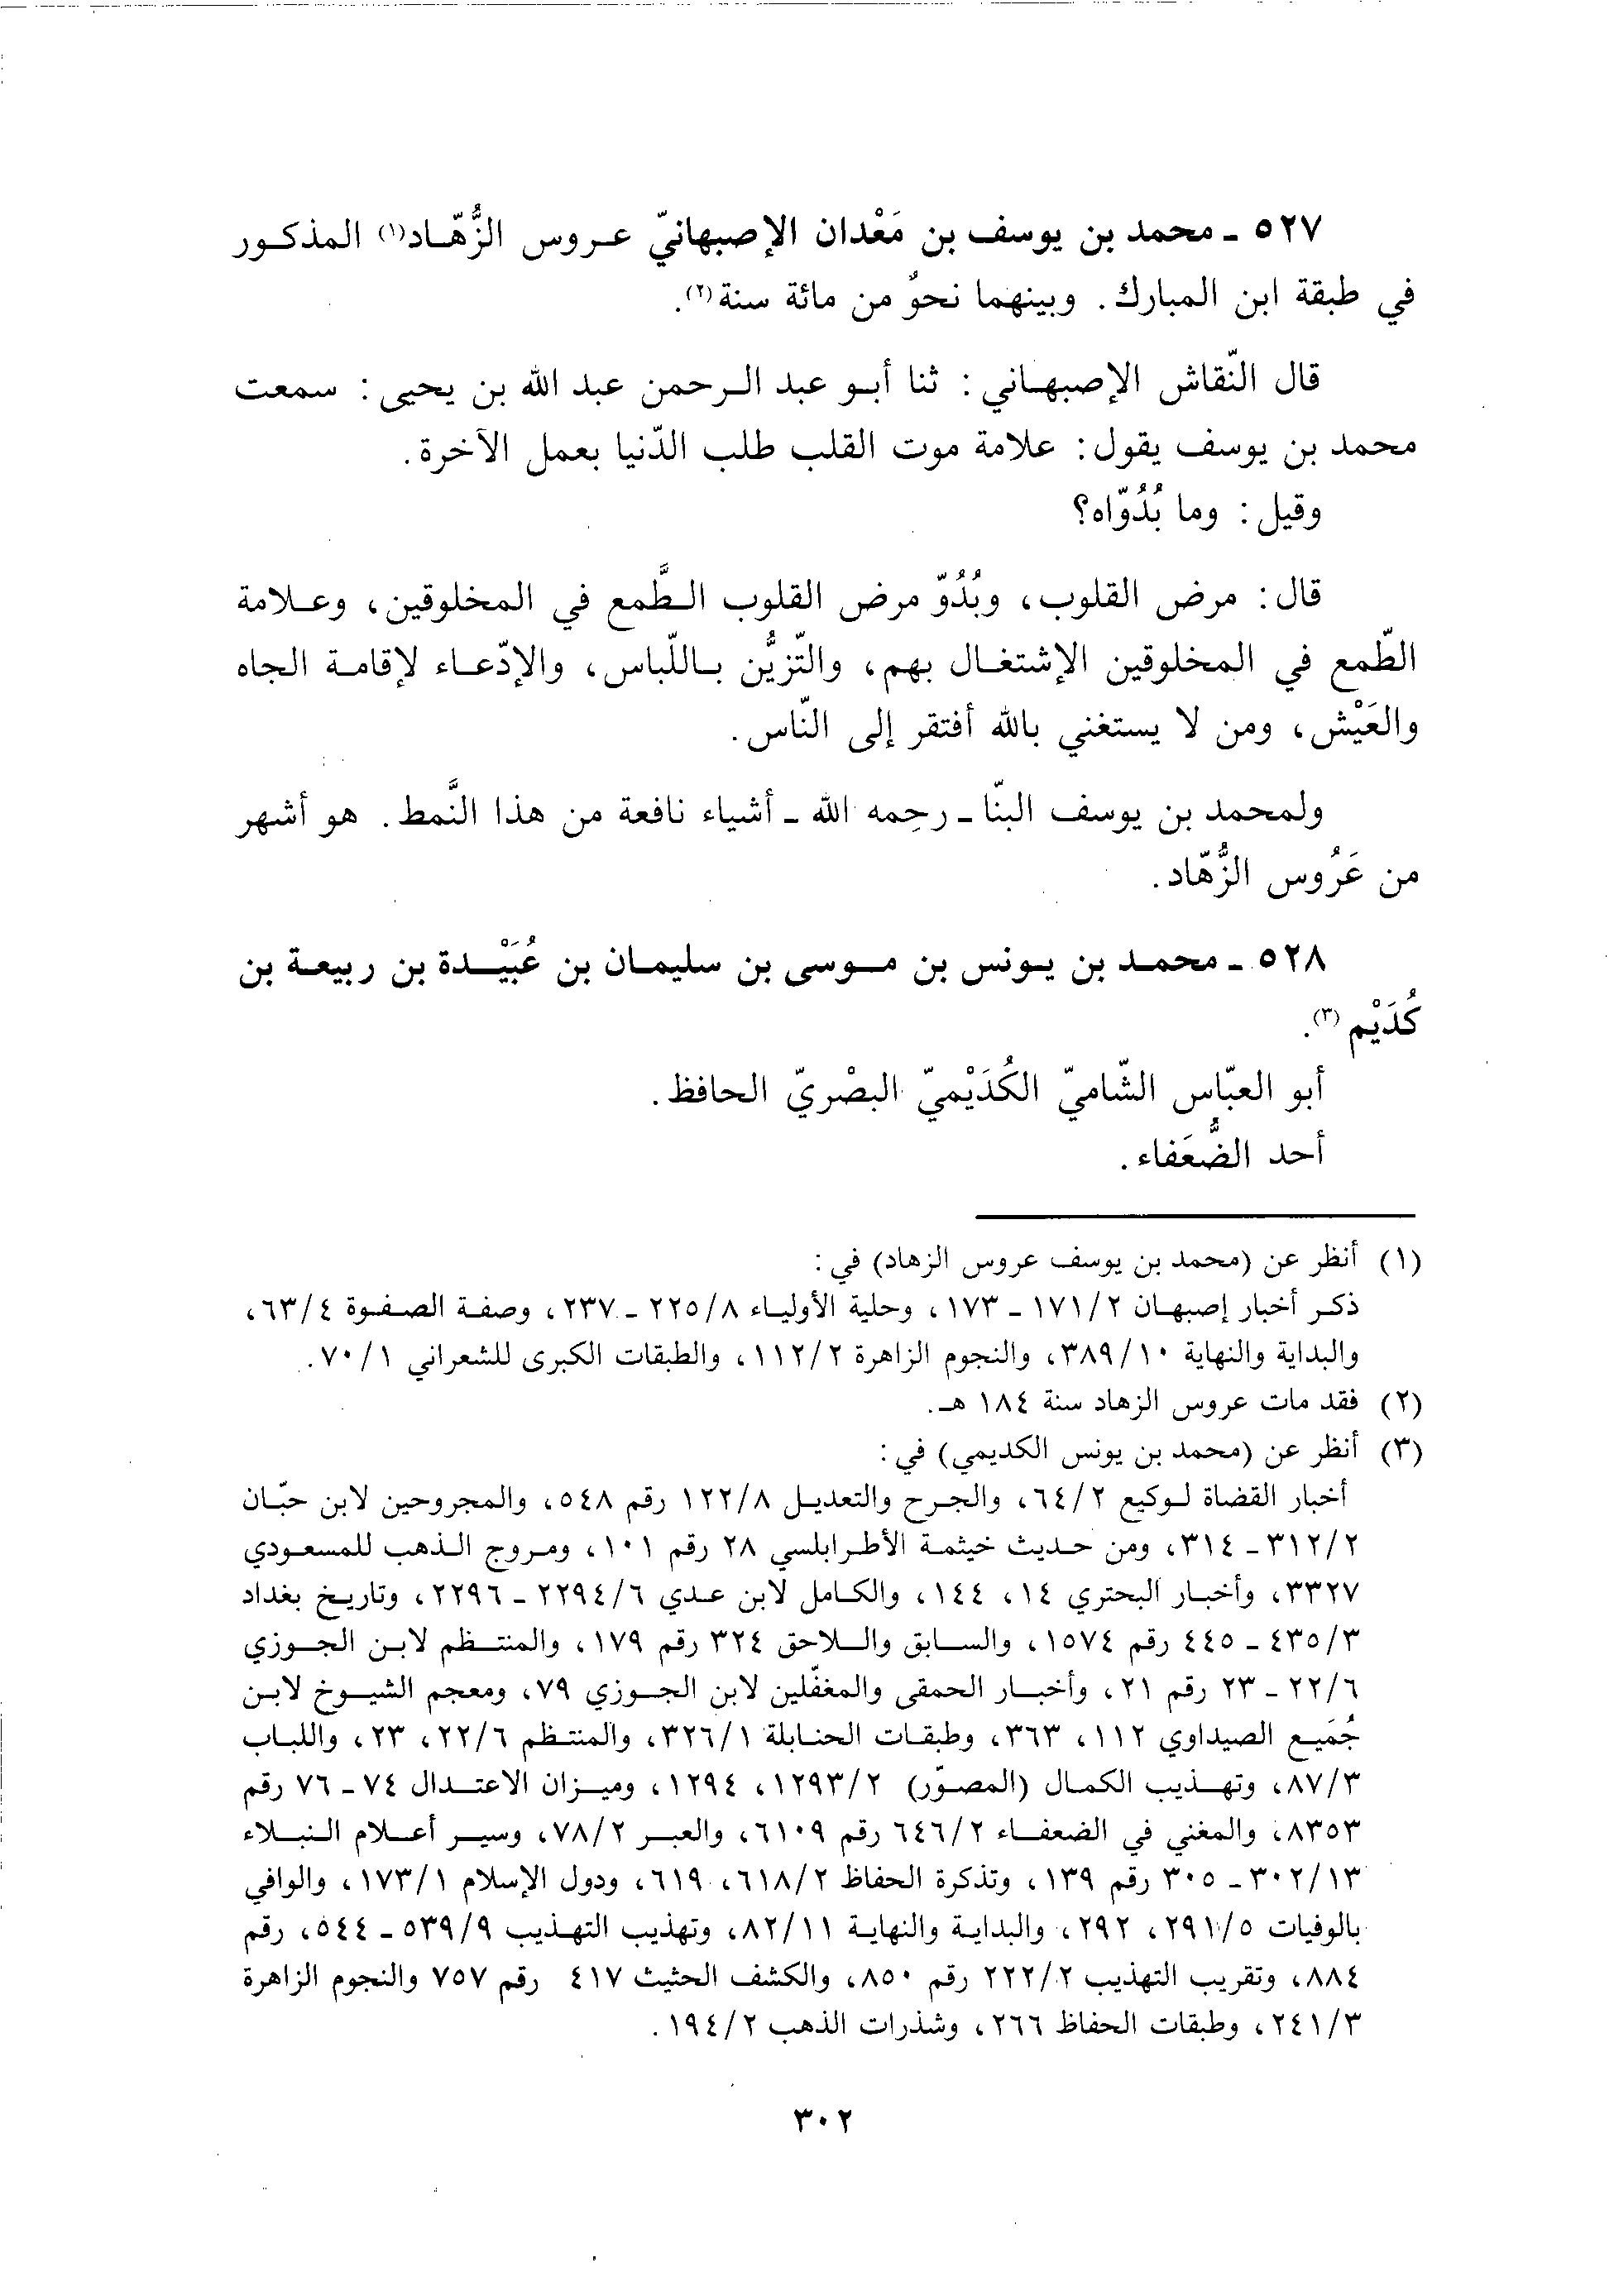 ٥٢٧ ـ محمد بن يوسف بن مَعْدان الإصبهانيّ عروس الزُّهّاد(١) المذكور
في طبقة ابن المبارك. وبينهما نحوٌ من مائة سنة(٢).
قال النّقاش الإصبهاني: ثنا أبو عبد الرحمن عبد الله بن يحيى: سمعت
محمد بن يوسف يقول: علامة موت القلب طلب الدّنيا بعمل الآخرة.
وقيل: وما بُدُوّاه؟
قال: مرض القلوب، وبُدُوّ مرض القلوب الطَّمع في المخلوقين، وعلامة
الطّمع في المخلوقين الإشتغال بهم، والتّزيُّن باللّباس، والإدّعاء لإقامة الجاه
والعَيْش، ومن لا يستغني بالله أفتقر إلى النّاس.
ولمحمد بن يوسف البنّا ـ رحِمه الله ـ أشياء نافعة من هذا النَّمط. هو أشهر
من عَرُوس الزُّهّاد.
٥٢٨ ـ محمد بن يونس بن موسى بن سليمان بن عُبَيْدة بن ربيعة بن
كُدَيْم(٣).
أبو العبّاس الشّاميّ الكُدَيْميّ البصْريّ الحافظ.
أحد الضُّعَفاء.
(١) أنظر عن (محمد بن يوسف عروس الزهاد) في:
ذكر أخبار إصبهان ١٧١/٢ ـ ١٧٣، وحلية الأولياء ٢٢٥/٨ ـ ٢٣٧، وصفة الصفوة ٦٣/٤،
والبداية والنهاية ٣٨٩/١٠، والنجوم الزاهرة ١١٢/٢، والطبقات الكبرى للشعراني ٧٠/١.
(٢) فقد مات عروس الزهاد سنة ١٨٤ هـ.
(٣) أنظر عن (محمد بن يونس الكديمي) في:
أخبار القضاة لوكيع ٦٤/٢، والجرح والتعديل ١٢٢/٨ رقم ٥٤٨، والمجروحين لابن حبّان
٣١٢/٢ ـ ٣١٤، ومن حديث خيثمة الأطرابلسي ٢٨ رقم ١٠١، ومروج الذهب للمسعودي
٣٣٢٧، وأخبار البحتري ١٤، ١٤٤، والكامل لابن عدي ٢٢٩٤/٦ ـ ٢٢٩٦، وتاريخ بغداد
٤٣٥/٣ ـ ٤٤٥ رقم ١٥٧٤، والسابق واللاحق ٣٢٤ رقم ١٧٩، والمنتظم لابن الجوزي
٢٢/٦ ـ ٢٣ رقم ٢١، وأخبار الحمقى والمغفّلين لابن الجوزي ٧٩، ومعجم الشيوخ لابن
جُمَيع الصيداوي ١١٢، ٣٦٣، وطبقات الحنابلة ٣٢٦/١، والمنتظم ٢٢/٦، ٢٣، واللباب
٨٧/٣، وتهذيب الكمال (المصوّر) ١٢٩٣/٢، ١٢٩٤، وميزان الاعتدال ٧٤ ـ ٧٦ رقم
٨٣٥٣، والمغني في الضعفاء ٦٤٦/٢ رقم ٦١٠٩، والعبر ٧٨/٢، وسير أعلام النبلاء
٣٠٢/١٣ ـ ٣٠٥ رقم ١٣٩، وتذكرة الحفاظ ٦١٨/٢، ٦١٩، ودول الإسلام ١٧٣/١، والوافي
بالوفيات ٢٩١/٥، ٢٩٢، والبداية والنهاية ٨٢/١١، وتهذيب التهذيب ٥٣٩/٩ ـ ٥٤٤، رقم
٨٨٤، وتقريب التهذيب ٢٢٢/٢ رقم ٨٥٠، والكشف الحثيث ٤١٧ رقم ٧٥٧ والنجوم الزاهرة
٢٤١/٣، وطبقات الحفاظ ٢٦٦، وشذرات الذهب ١٩٤/٢.
٣٠٢